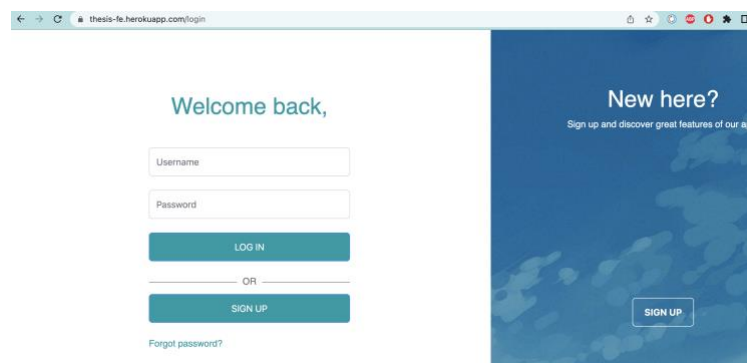 thesis-fe.herokuapp.com/login
Welcome back,
Username
Password
LOG IN
OR
SIGN UP
Forgot password?
New here?
Sign up and discover great features of our a
SIGN UP